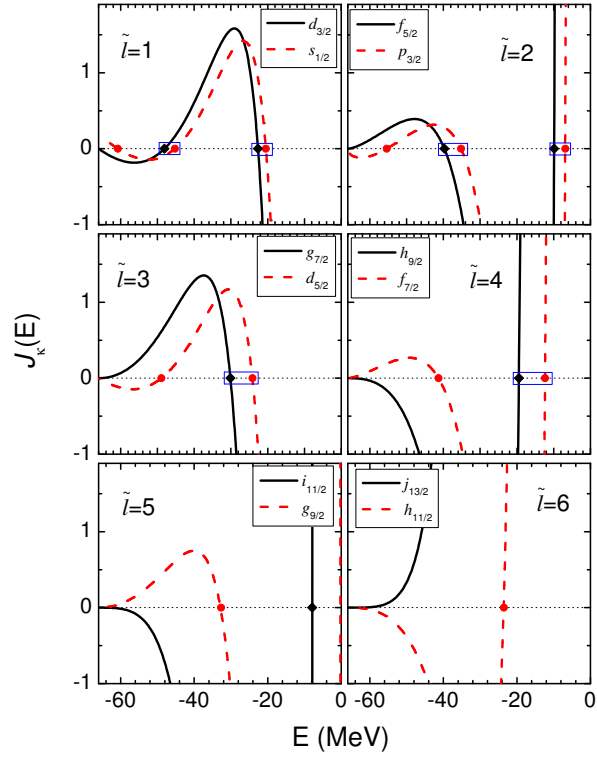 l̃=1
d3/2
s1/2
f5/2
p3/2
l̃=2
1
0
-1
l̃=3
g7/2
d5/2
h9/2
f7/2
l̃=4
1
0
-1
l̃=5
i11/2
g9/2
j13/2
h11/2
l̃=6
1
0
-1
-60 -40 -20 0 -60 -40 -20 0
Jκ(E)
E (MeV)